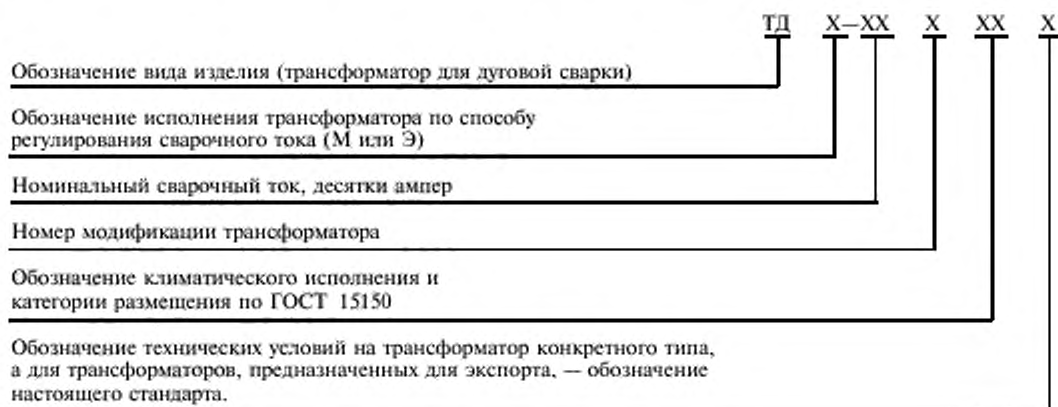 ТД Х–ХХ Х ХХ Х
Обозначение вида изделия (трансформатор для дуговой сварки)
Обозначение исполнения трансформатора по способу
регулирования сварочного тока (М или Э)
Номинальный сварочный ток, десятки ампер
Номер модификации трансформатора
Обозначение климатического исполнения и
категории размещения по ГОСТ 15150
Обозначение технических условий на трансформатор конкретного типа,
а для трансформаторов, предназначенных для экспорта, — обозначение
настоящего стандарта.